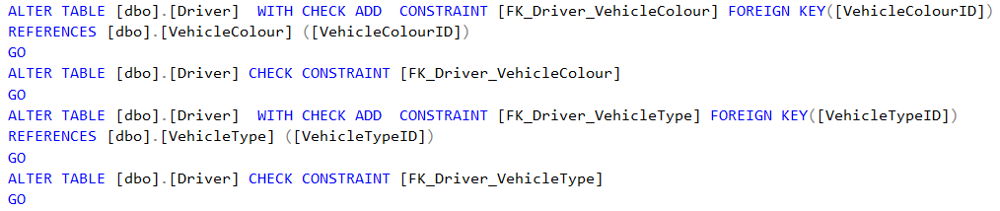 ALTER TABLE [dbo].[Driver]  WITH CHECK ADD  CONSTRAINT [FK_Driver_VehicleColour] FOREIGN KEY([VehicleColourID])
REFERENCES [dbo].[VehicleColour] ([VehicleColourID])
GO
ALTER TABLE [dbo].[Driver] CHECK CONSTRAINT [FK_Driver_VehicleColour]
GO
ALTER TABLE [dbo].[Driver]  WITH CHECK ADD  CONSTRAINT [FK_Driver_VehicleType] FOREIGN KEY([VehicleTypeID])
REFERENCES [dbo].[VehicleType] ([VehicleTypeID])
GO
ALTER TABLE [dbo].[Driver] CHECK CONSTRAINT [FK_Driver_VehicleType]
GO